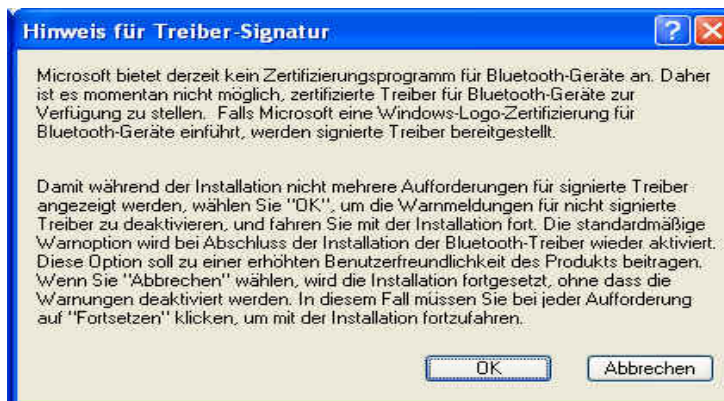 Hinweis für Treiber-Signatur
Microsoft bietet derzeit kein Zertifizierungsprogramm für Bluetooth-Geräte an. Daher
ist es momentan nicht möglich, zertifizierte Treiber für Bluetooth-Geräte zur
Verfügung zu stellen. Falls Microsoft eine Windows-Logo-Zertifizierung für
Bluetooth-Geräte einführt, werden signierte Treiber bereitgestellt.
Damit während der Installation nicht mehrere Aufforderungen für signierte Treiber
angezeigt werden, wählen Sie "OK", um die Warnmeldungen für nicht signierte
Treiber zu deaktivieren, und fahren Sie mit der Installation fort. Die standardmäßige
Warnoption wird bei Abschluss der Installation der Bluetooth-Treiber wieder aktiviert.
Diese Option soll zu einer erhöhten Benutzerfreundlichkeit des Produkts beitragen.
Wenn Sie "Abbrechen" wählen, wird die Installation fortgesetzt, ohne dass die
Warnungen deaktiviert werden. In diesem Fall müssen Sie bei jeder Aufforderung
auf "Fortsetzen" klicken, um mit der Installation fortzufahren.
OK Abbrechen